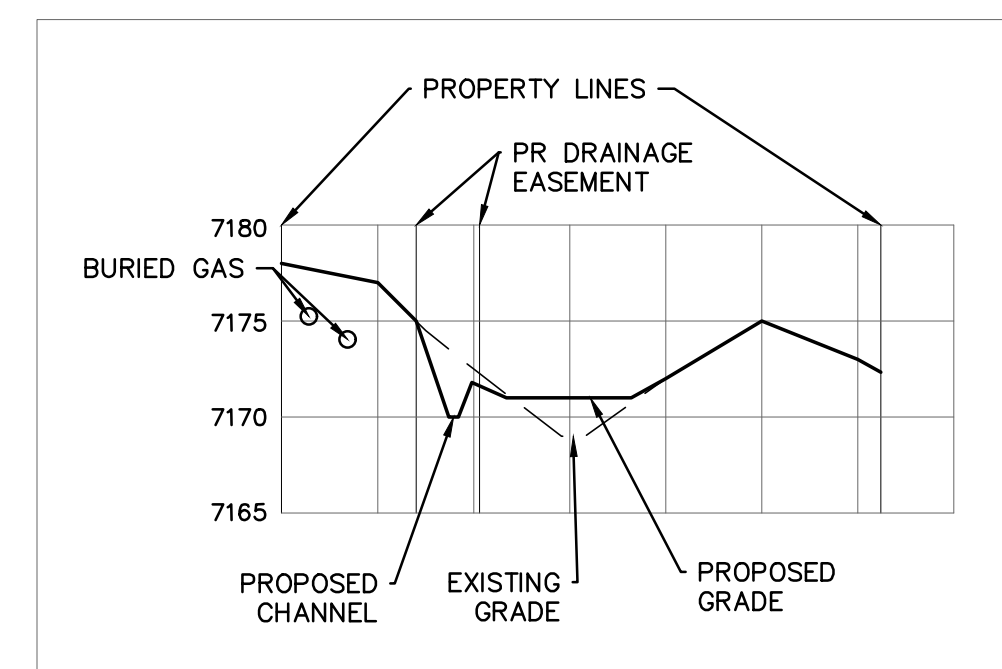 PROPERTY LINES
PR DRAINAGE
EASEMENT
7180
BURIED GAS
7175
7170
7165
PROPOSED
CHANNEL
EXISTING
GRADE
PROPOSED
GRADE